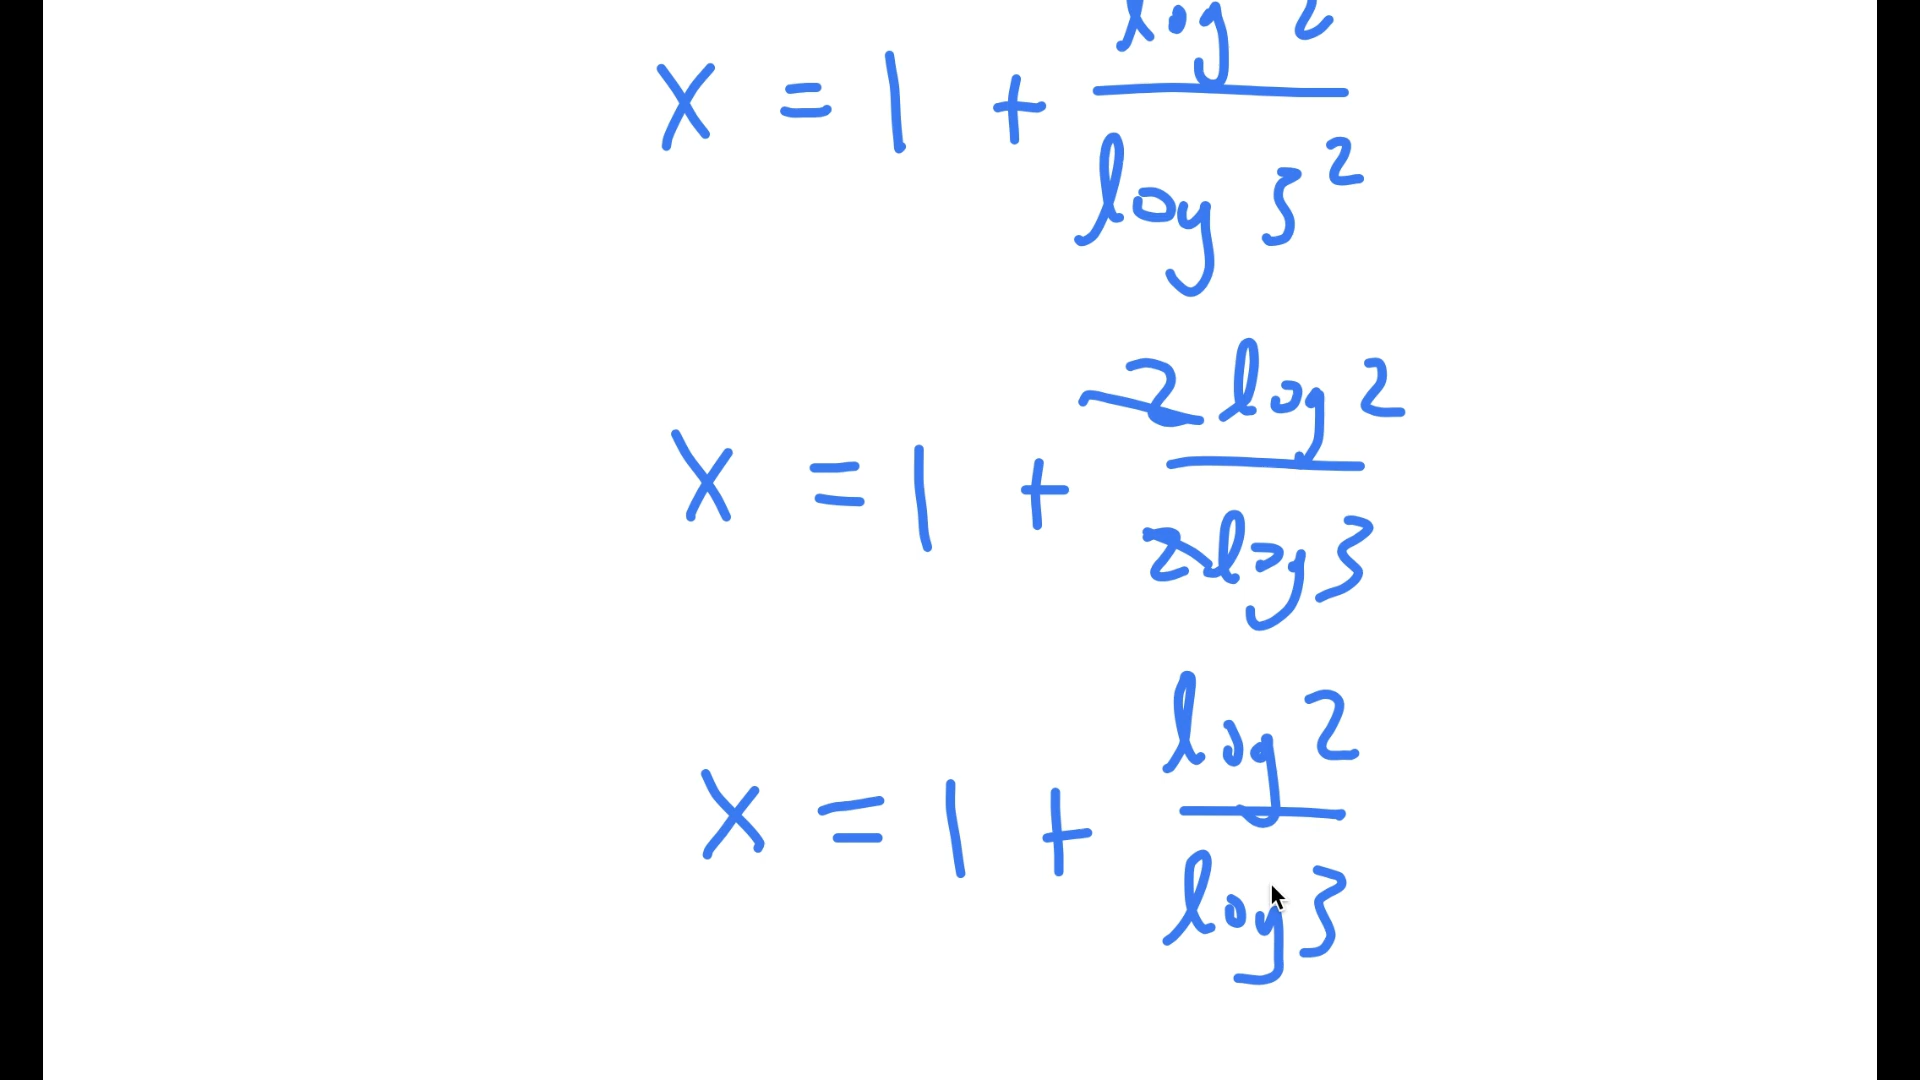 x = 1 + log 2 / log 3²
x = 1 + 2 log 2 / 2 log 3
x = 1 + log 2 / log 3